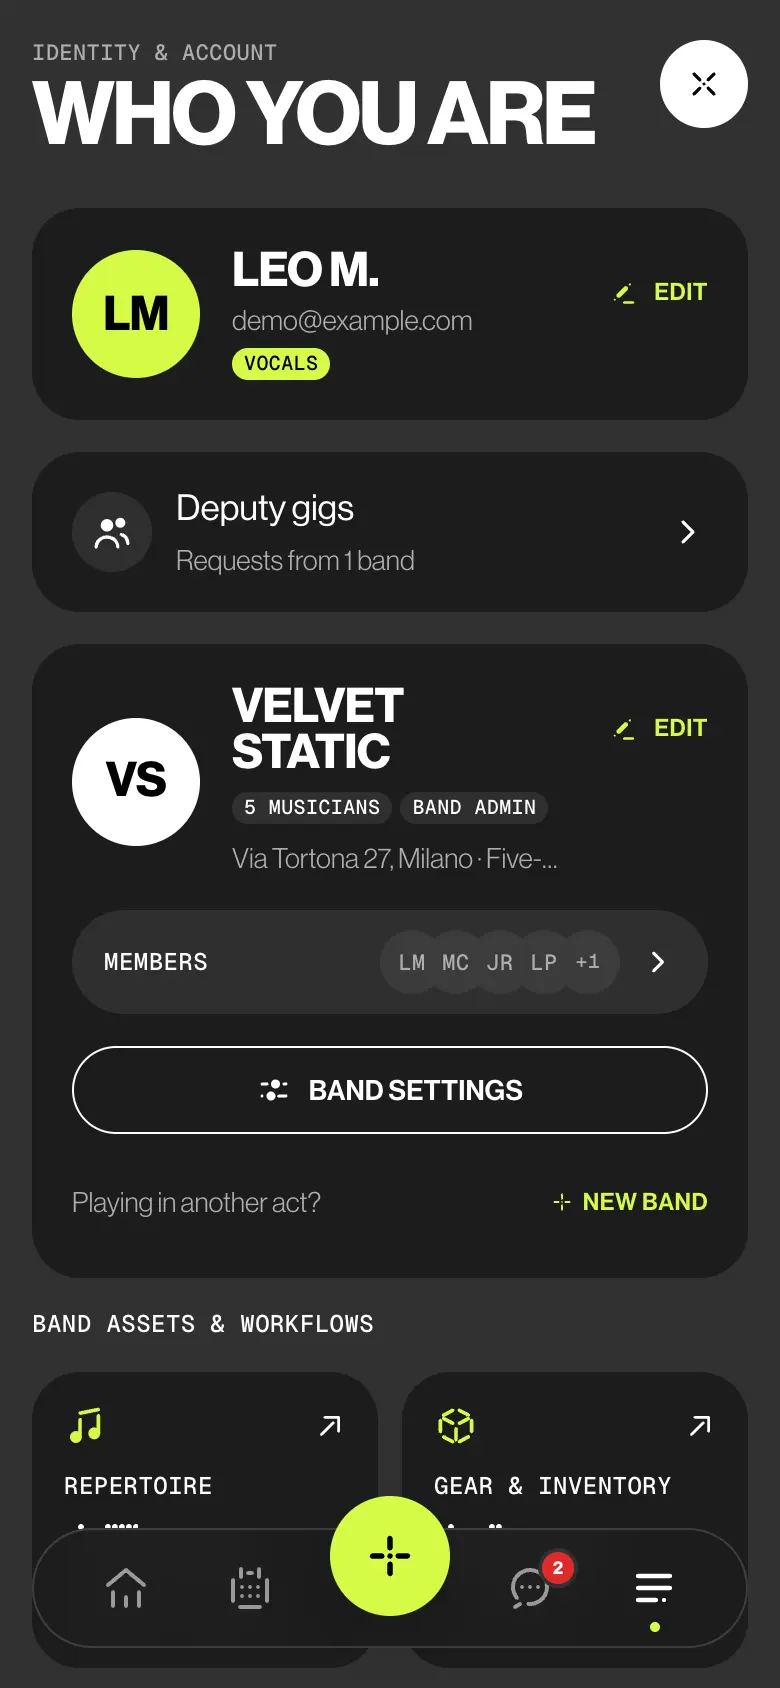 IDENTITY & ACCOUNT
WHO YOU ARE
LM
LEO M.
demo@example.com
VOCALS
EDIT
Deputy gigs
Requests from 1 band
VS
VELVET
STATIC
EDIT
5 MUSICIANS
BAND ADMIN
Via Tortona 27, Milano · Five-...
MEMBERS
LM MC JR LP +1
BAND SETTINGS
Playing in another act?
NEW BAND
BAND ASSETS & WORKFLOWS
REPERTOIRE
GEAR & INVENTORY
2